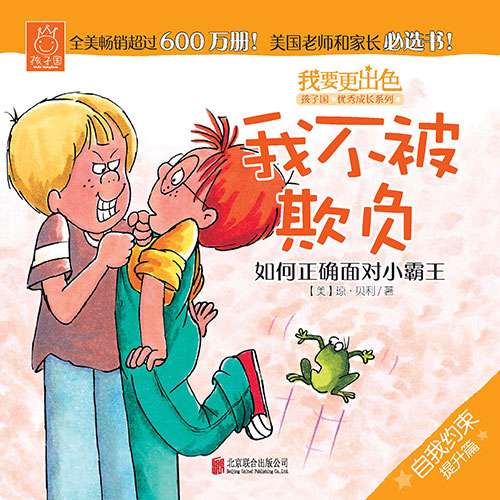 全美畅销超过600万册！美国老师和家长必选书！
孩子国
我要更出色
孩子国 优秀成长系列
我不被
欺负
如何正确面对小霸王
【美】琼·贝利/著
自我约束
提升篇
北京联合出版公司
Beijing United Publishing Co.,Ltd.